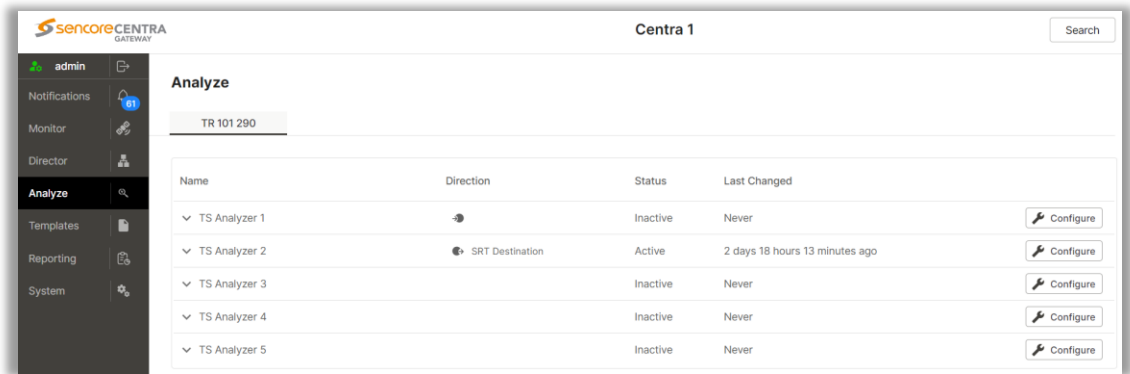 sencore CENTRA
GATEWAY
Centra 1
Search
admin
Notifications 61
Monitor
Director
Analyze
Templates
Reporting
System
Analyze
TR 101 290
Name Direction Status Last Changed
TS Analyzer 1 Inactive Never Configure
TS Analyzer 2 SRT Destination Active 2 days 18 hours 13 minutes ago Configure
TS Analyzer 3 Inactive Never Configure
TS Analyzer 4 Inactive Never Configure
TS Analyzer 5 Inactive Never Configure